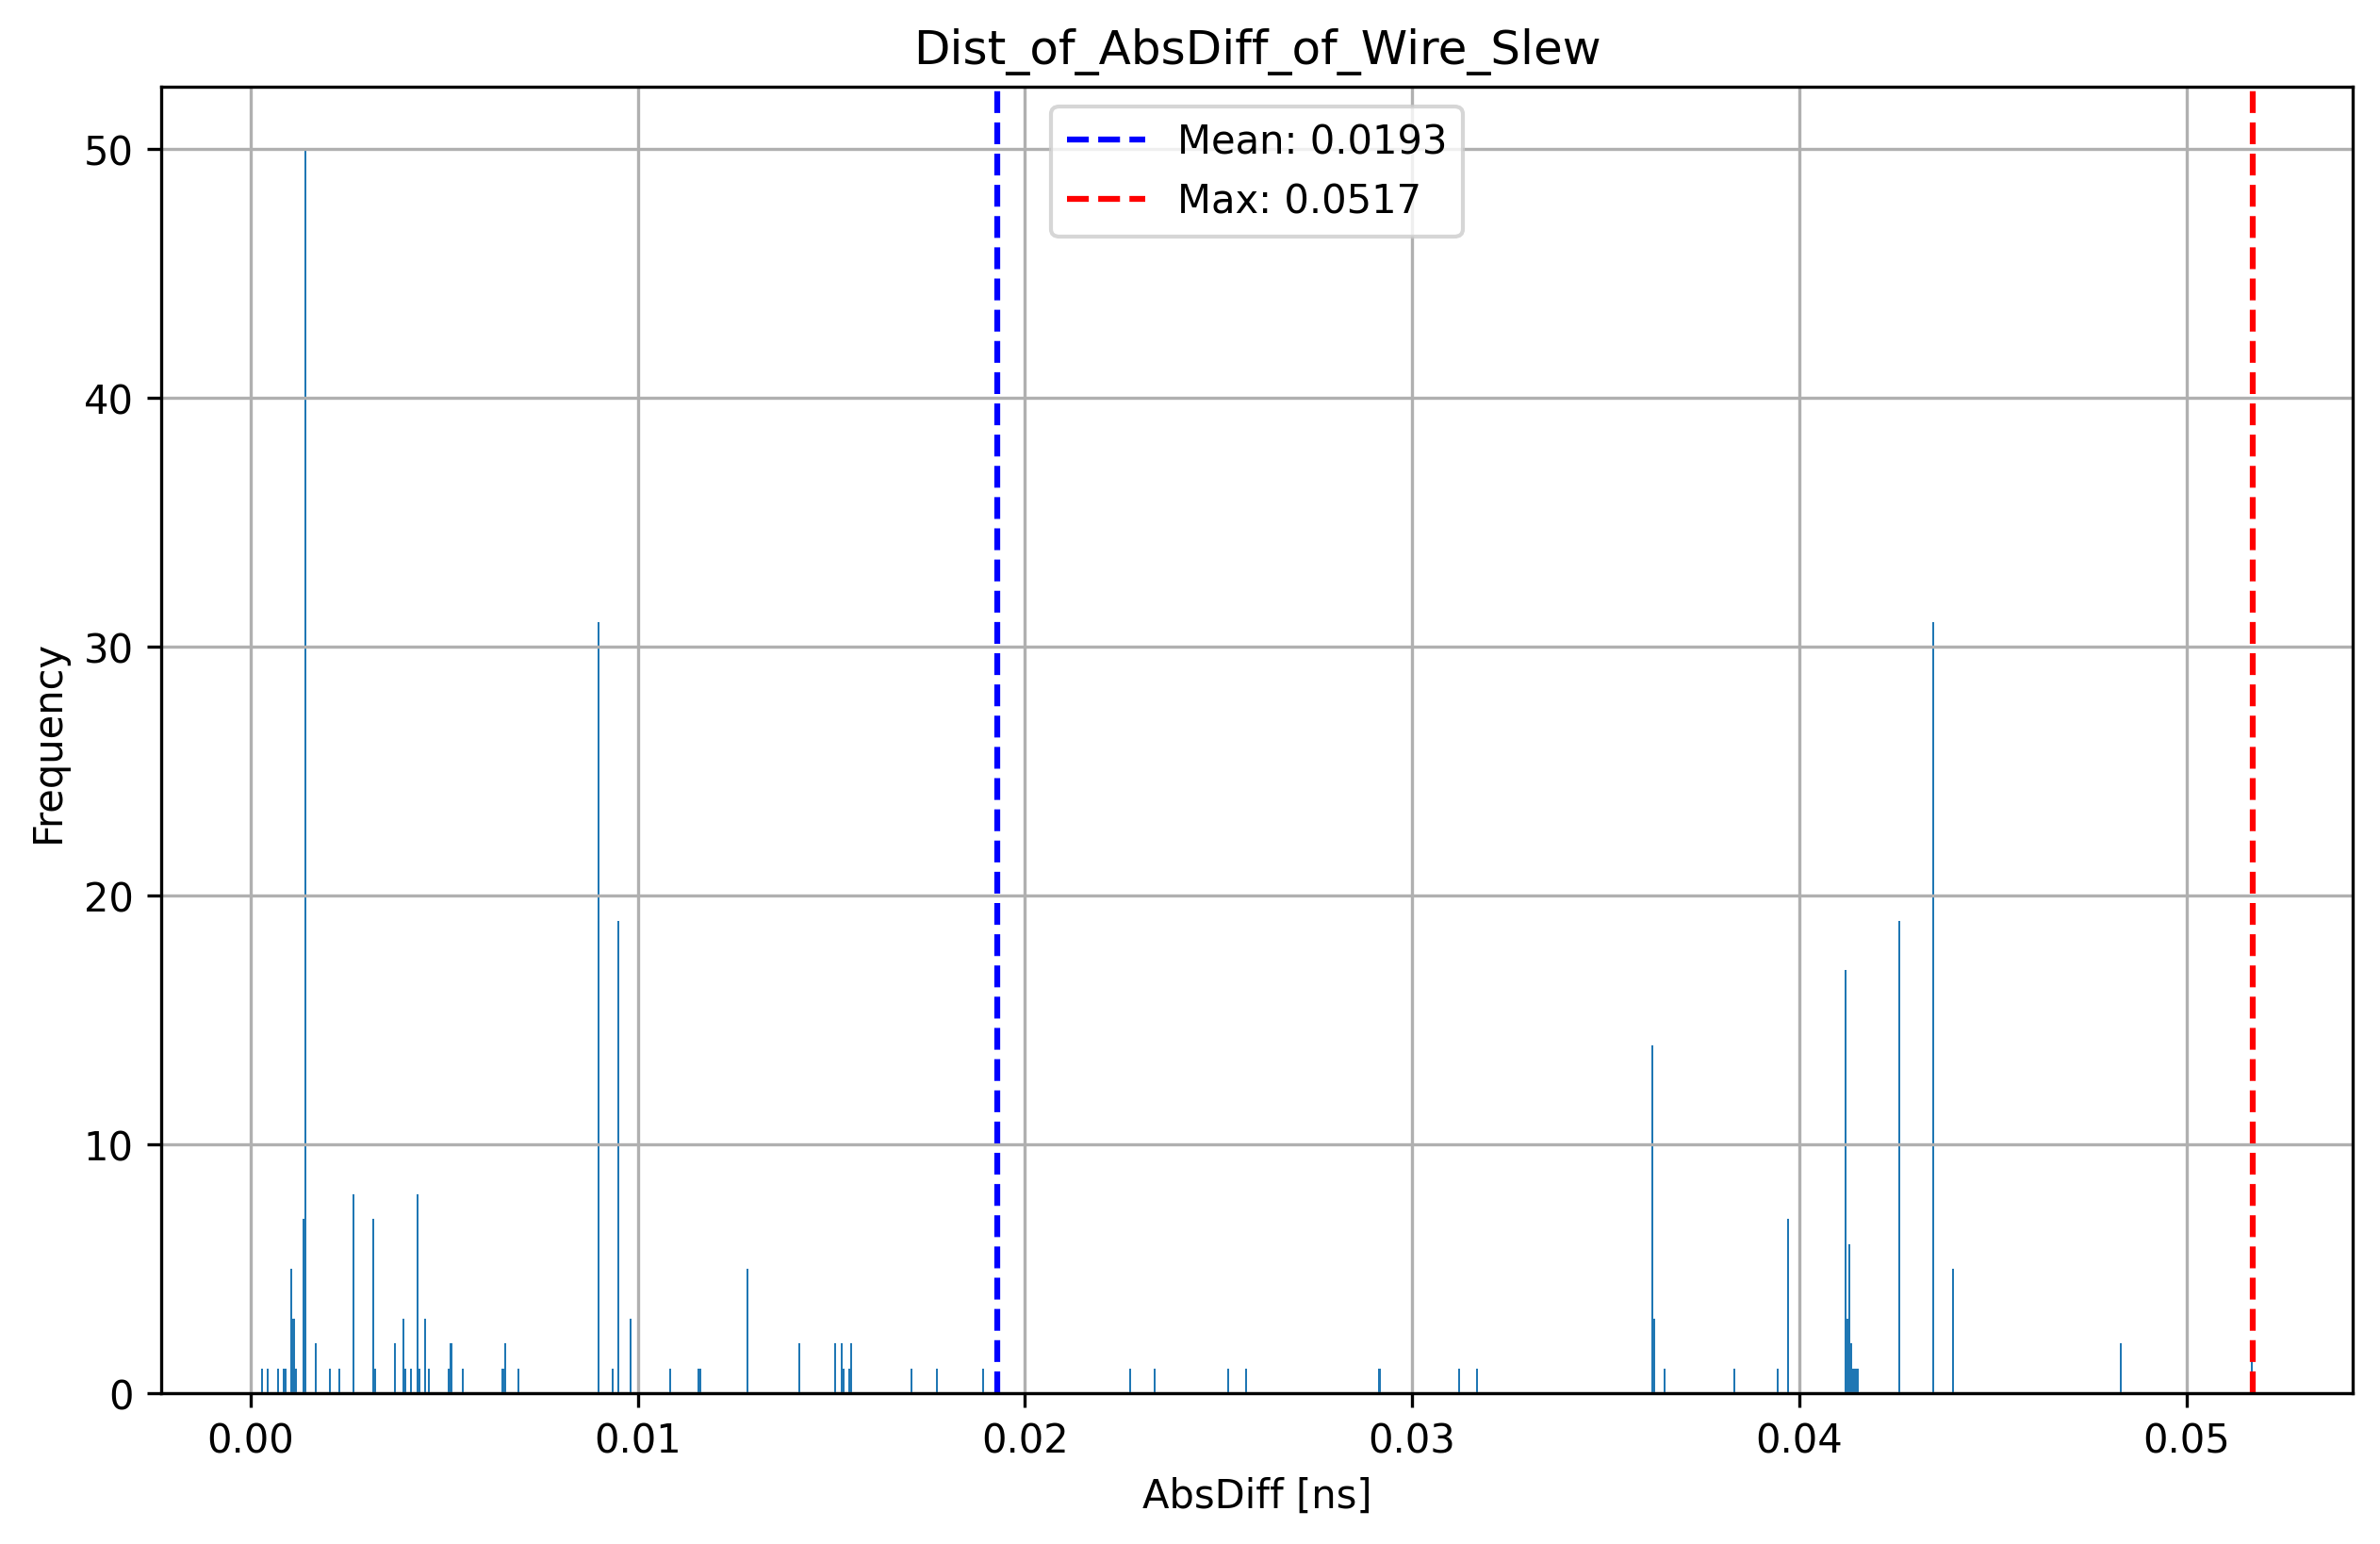 Dist_of_AbsDiff_of_Wire_Slew
Mean: 0.0193
Max: 0.0517
Frequency
50
40
30
20
10
0
0.00 0.01 0.02 0.03 0.04 0.05
AbsDiff [ns]